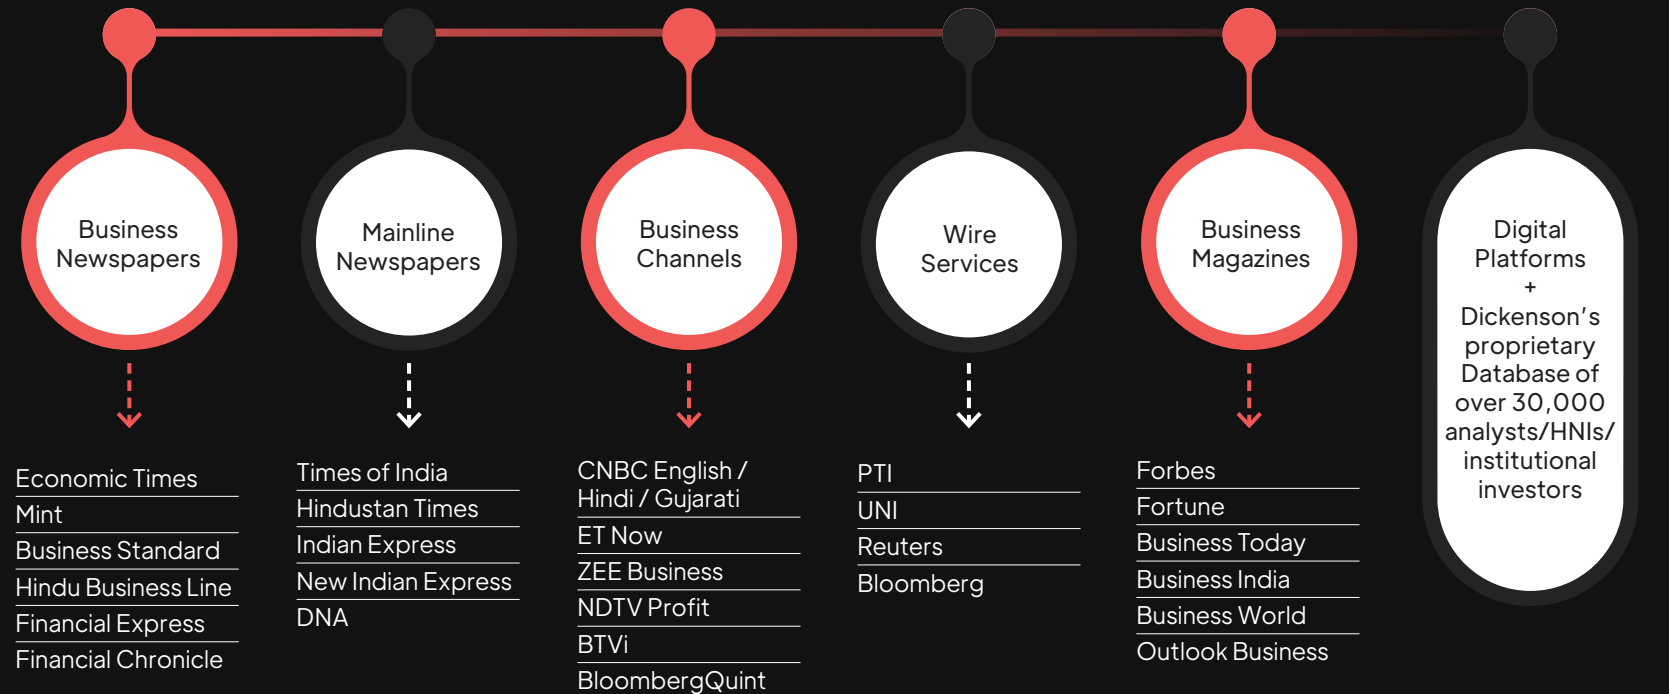 Business
Newspapers
Mainline
Newspapers
Business
Channels
Wire
Services
Business
Magazines
Digital
Platforms
+
Dickenson's
proprietary
Database of
over 30,000
analysts/HNIs/
institutional
investors
Economic Times
Mint
Business Standard
Hindu Business Line
Financial Express
Financial Chronicle
Times of India
Hindustan Times
Indian Express
New Indian Express
DNA
CNBC English /
Hindi / Gujarati
ET Now
ZEE Business
NDTV Profit
BTVi
BloombergQuint
PTI
UNI
Reuters
Bloomberg
Forbes
Fortune
Business Today
Business India
Business World
Outlook Business